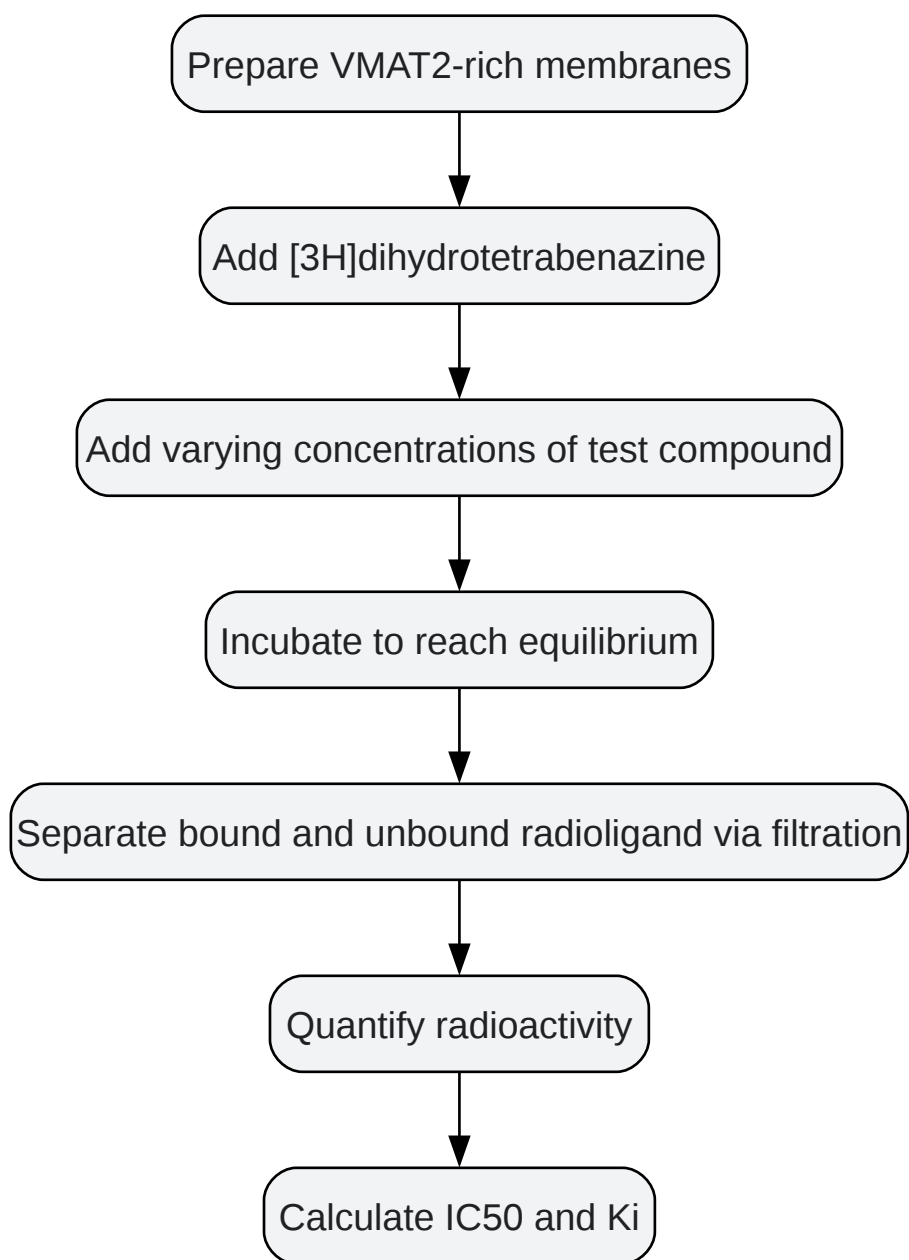 Prepare VMAT2-rich membranes
Add [3H]dihydrotetrabenazine
Add varying concentrations of test compound
Incubate to reach equilibrium
Separate bound and unbound radioligand via filtration
Quantify radioactivity
Calculate IC50 and Ki